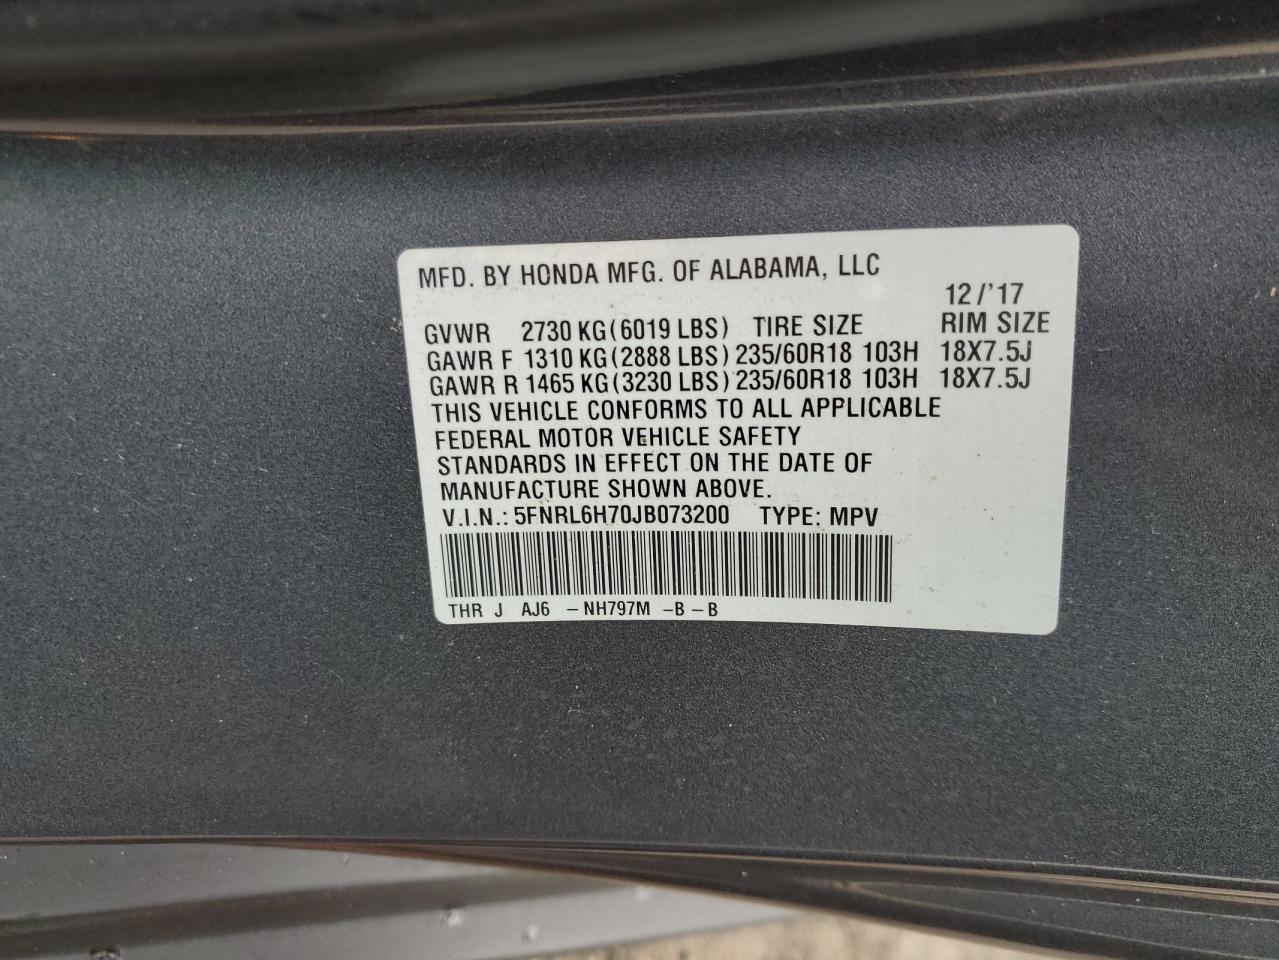 MFD. BY HONDA MFG. OF ALABAMA, LLC
12/'17
GVWR 2730 KG (6019 LBS) TIRE SIZE RIM SIZE
GAWR F 1310 KG (2888 LBS) 235/60R18 103H 18X7.5J
GAWR R 1465 KG (3230 LBS) 235/60R18 103H 18X7.5J
THIS VEHICLE CONFORMS TO ALL APPLICABLE
FEDERAL MOTOR VEHICLE SAFETY
STANDARDS IN EFFECT ON THE DATE OF
MANUFACTURE SHOWN ABOVE.
V.I.N.: 5FNRL6H70JB073200 TYPE: MPV
THR J AJ6 -NH797M -B -B